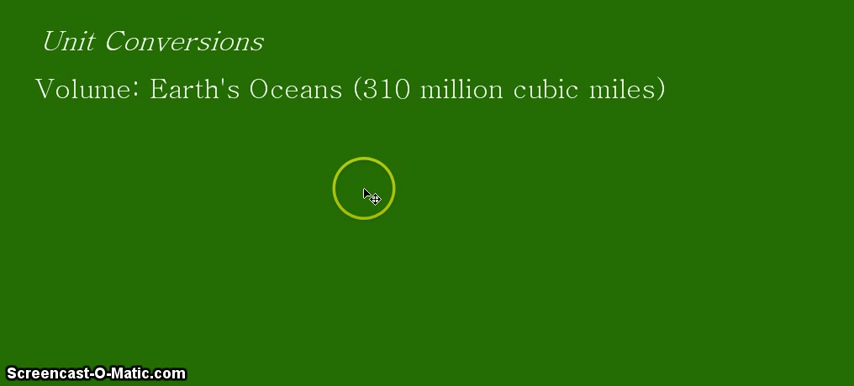 Unit Conversions
Volume: Earth's Oceans (310 million cubic miles)
Screencast-O-Matic.com